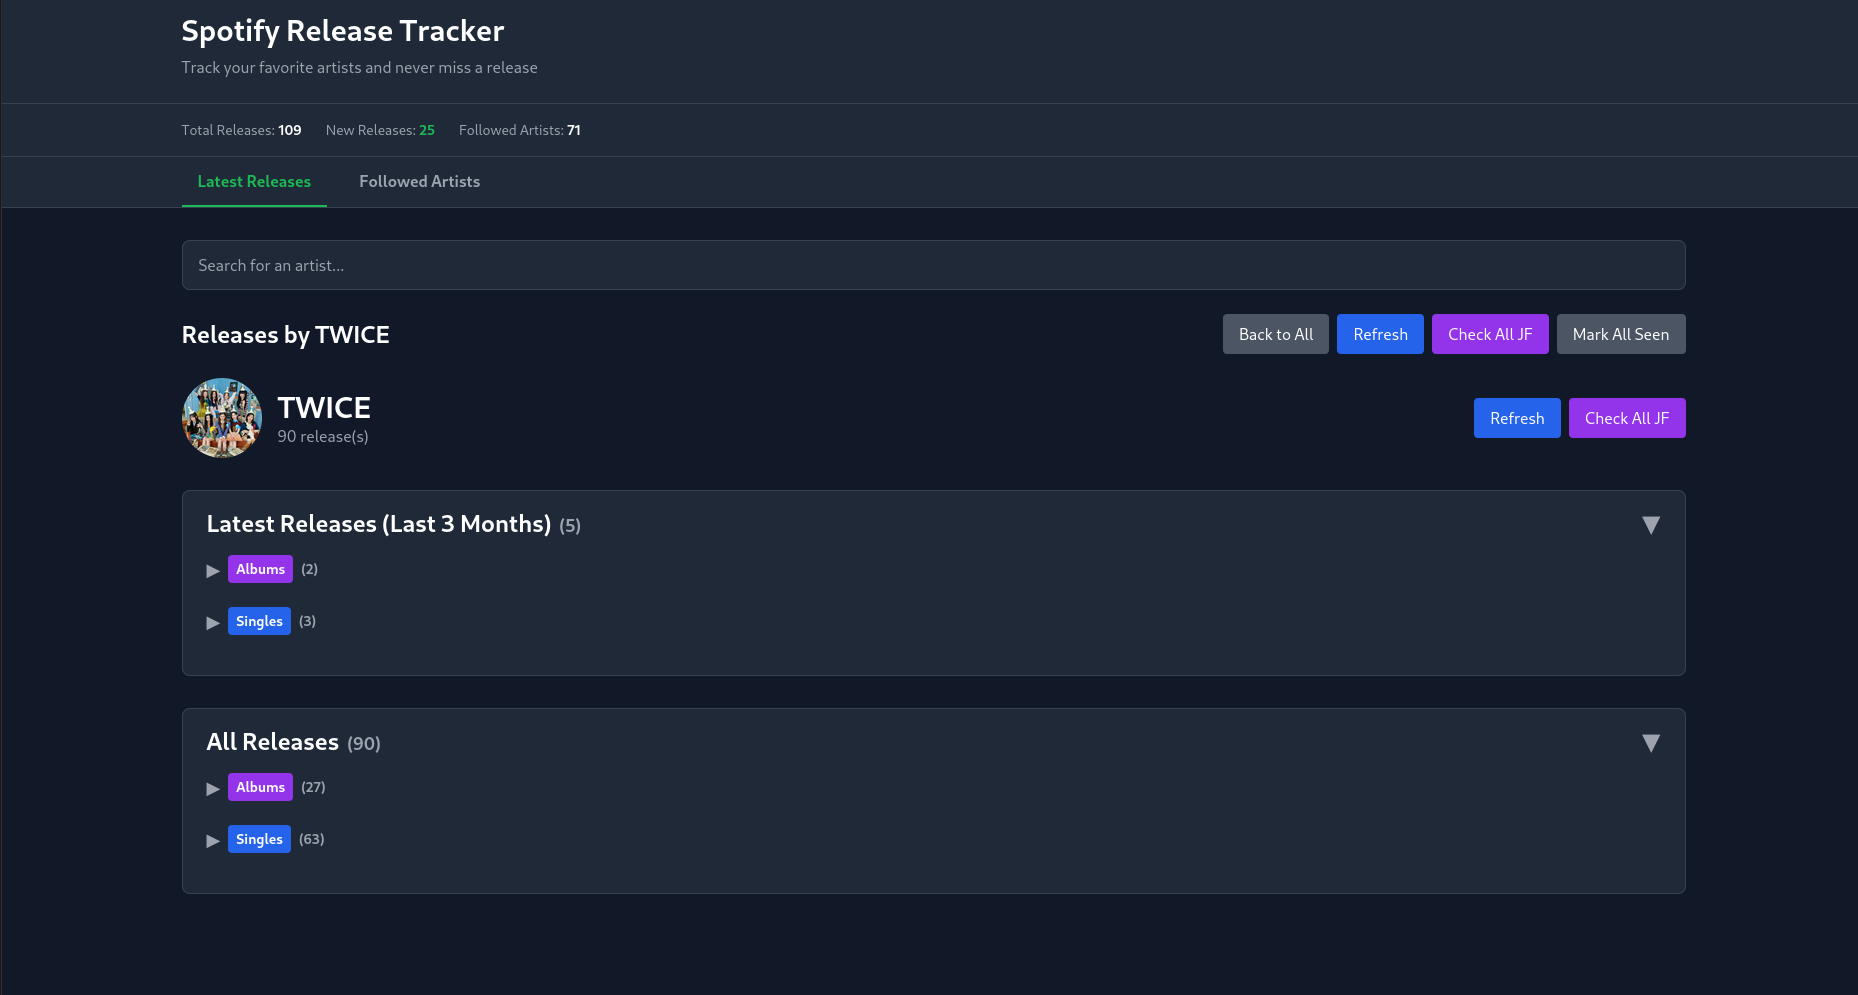 Spotify Release Tracker
Track your favorite artists and never miss a release
Total Releases: 109 New Releases: 25 Followed Artists: 71
Latest Releases Followed Artists
Search for an artist...
Releases by TWICE Back to All Refresh Check All JF Mark All Seen
TWICE
90 release(s)
Refresh Check All JF
Latest Releases (Last 3 Months) (5) ▼
▶ Albums (2)
▶ Singles (3)
All Releases (90) ▼
▶ Albums (27)
▶ Singles (63)